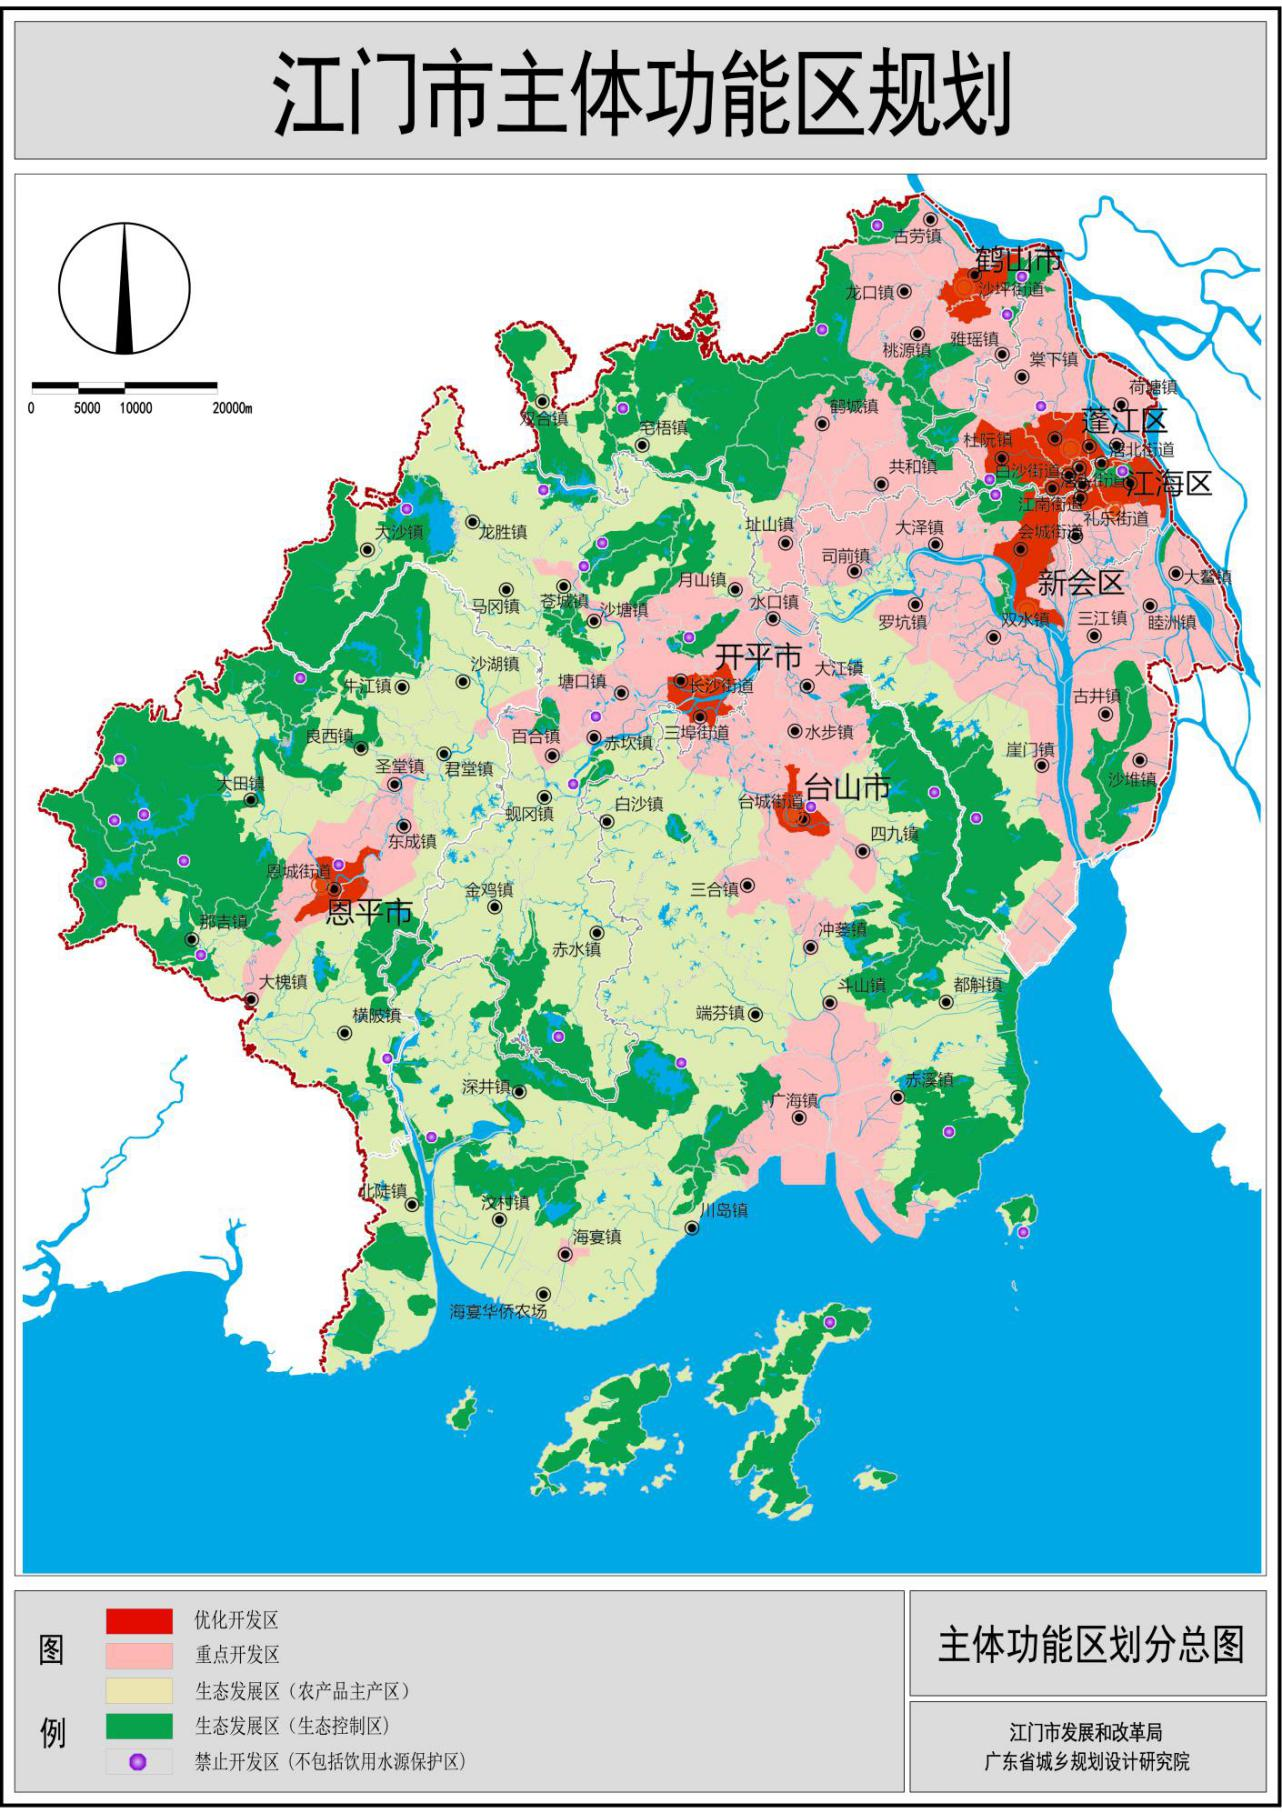 江门市主体功能区规划
0 5000 10000 20000m
古劳镇
鹤山市
沙坪街道
龙口镇
桃源镇
雅瑶镇
棠下镇
荷塘镇
双合镇
宅梧镇
鹤城镇
蓬江区
杜阮镇
共和镇
白沙街道
江海区
江南街道
礼乐街道
大沙镇
龙胜镇
址山镇
大泽镇
会城街道
司前镇
新会区
大鳌镇
月山镇
马冈镇
苍城镇
沙塘镇
水口镇
罗坑镇
双水镇
三江镇
睦洲镇
开平市
沙湖镇
牛江镇
塘口镇
长沙街道
大江镇
古井镇
良西镇
百合镇
赤坎镇
三埠街道
水步镇
崖门镇
圣堂镇
君堂镇
沙堆镇
大田镇
台山市
蚬冈镇
白沙镇
台城街道
东成镇
四九镇
恩城街道
三合镇
金鸡镇
恩平市
那吉镇
赤水镇
冲蒌镇
大槐镇
斗山镇
都斛镇
横陂镇
端芬镇
深井镇
赤溪镇
广海镇
北陡镇
汶村镇
川岛镇
海宴镇
海宴华侨农场
图
例
优化开发区
重点开发区
生态发展区（农产品主产区）
生态发展区（生态控制区）
禁止开发区（不包括饮用水源保护区）
主体功能区划分总图
江门市发展和改革局
广东省城乡规划设计研究院